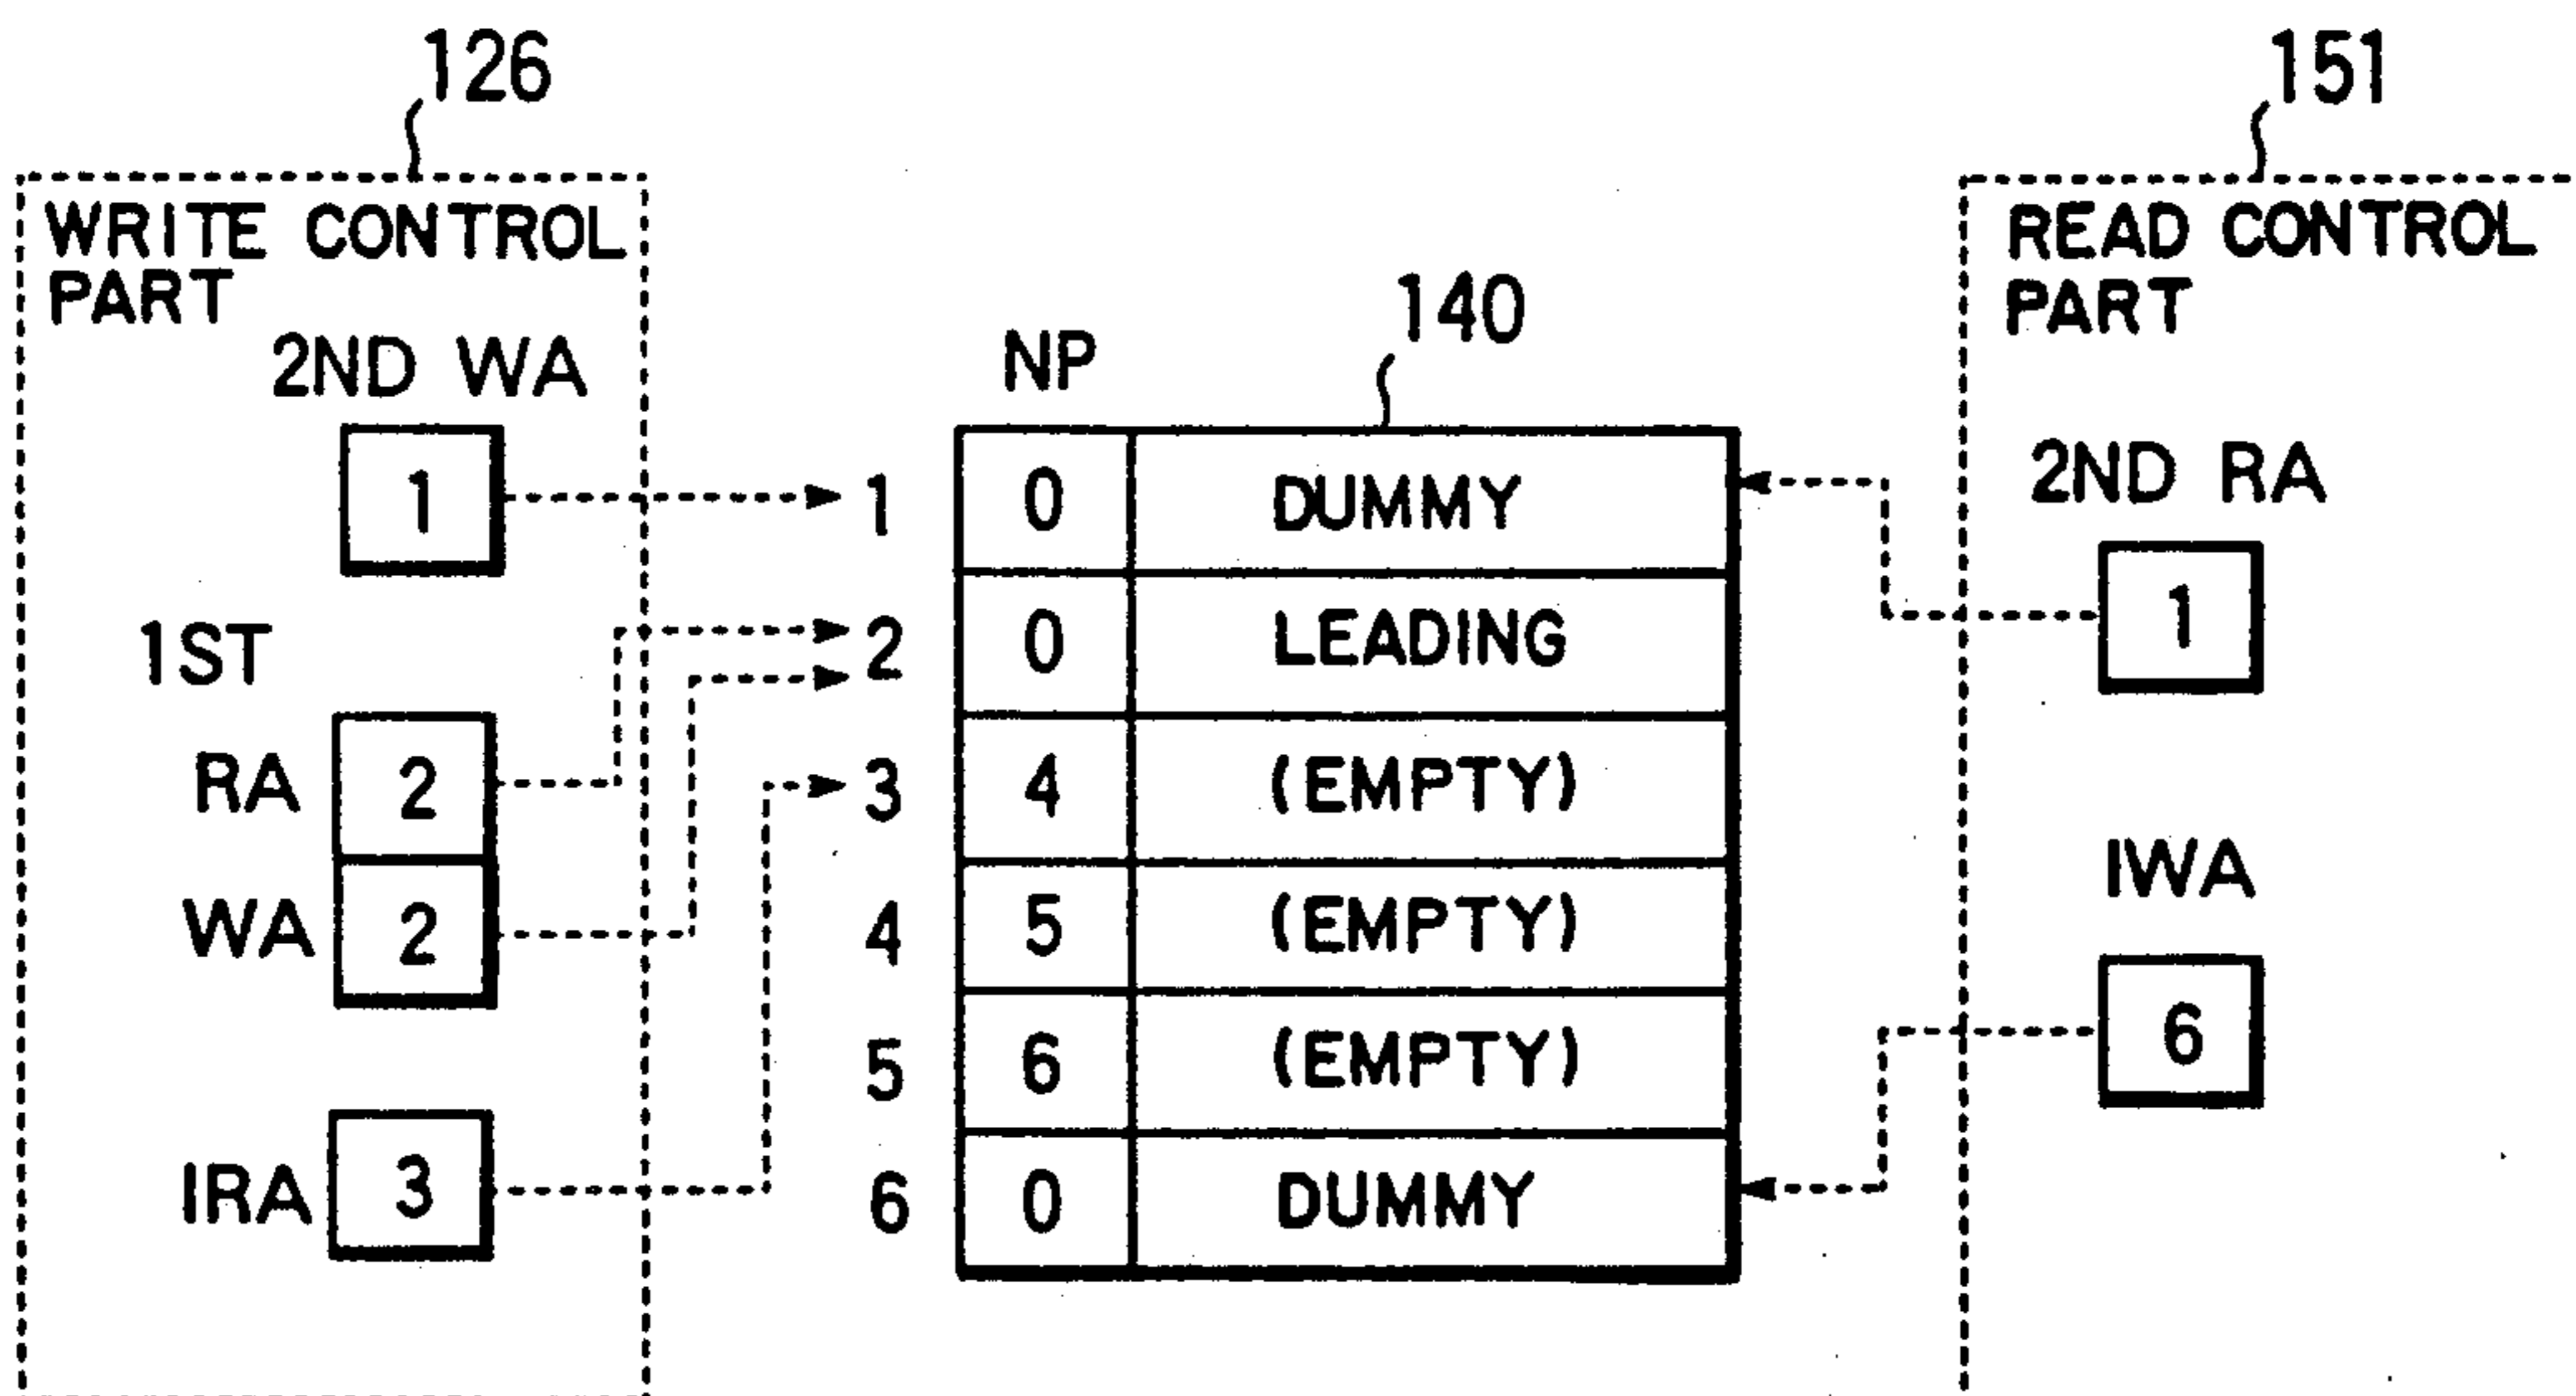 126
151
WRITE CONTROL
PART
2ND WA
1
1ST
RA 2
WA 2
IRA 3
140
NP
1 0 DUMMY
2 0 LEADING
3 4 (EMPTY)
4 5 (EMPTY)
5 6 (EMPTY)
6 0 DUMMY
READ CONTROL
PART
2ND RA
1
IWA
6